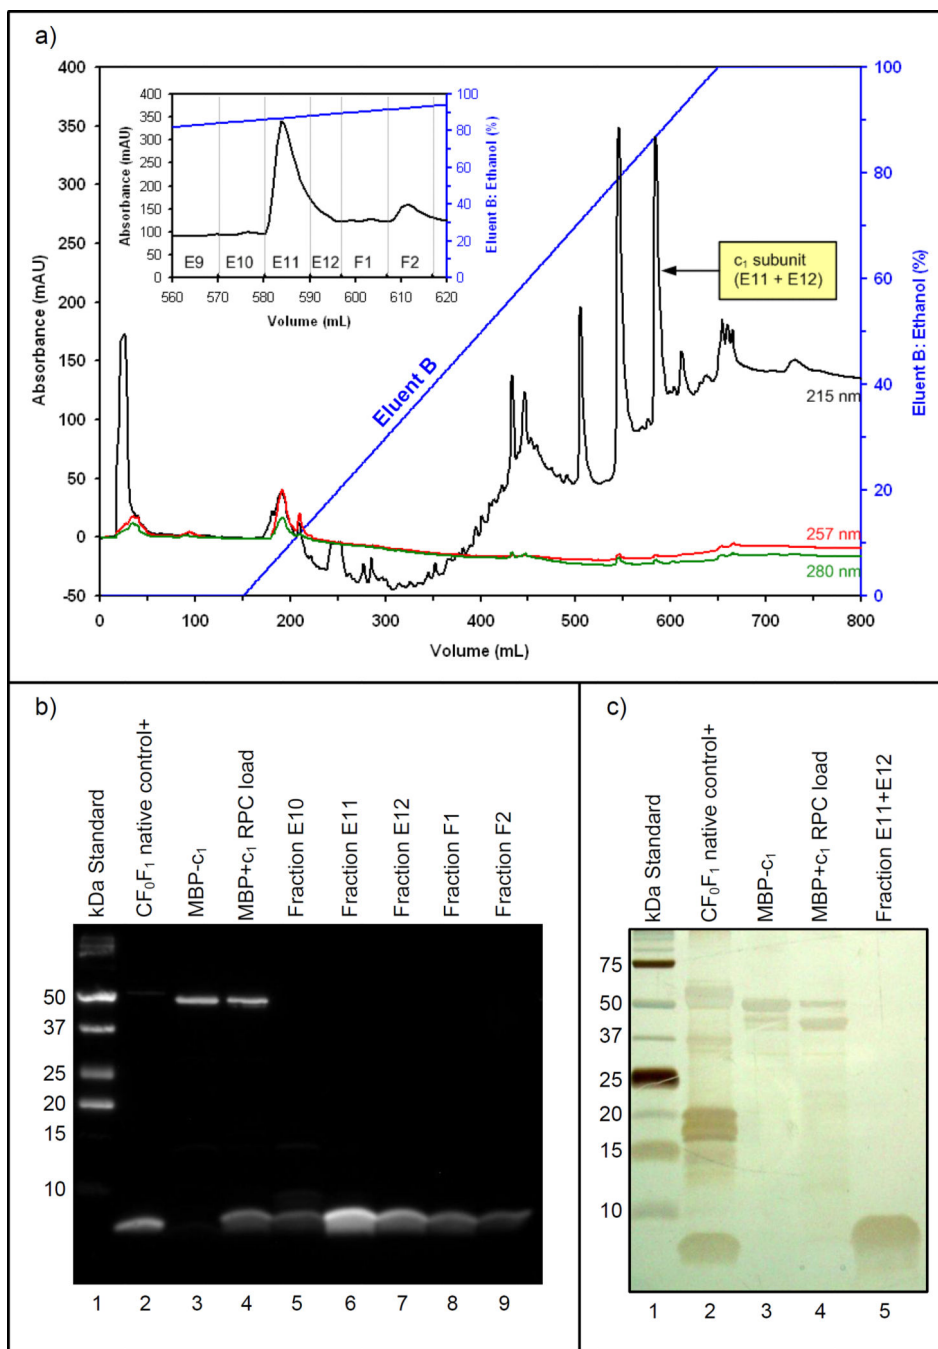 a)
400
350
300
250
200
150
100
50
0
-50
Absorbance (mAU)
0
100
200
300
400
500
600
700
800
Volume (mL)
100
80
60
40
20
0
Eluent B: Ethanol (%)
Eluent B
c₁ subunit
(E11 + E12)
215 nm
257 nm
280 nm
400
350
300
250
200
150
100
50
0
Absorbance (mAU)
E9 E10 E11 E12 F1 F2
560 570 580 590 600 610 620
Volume (mL)
100
90
80
70
60
50
40
30
20
10
0
Eluent B: Ethanol (%)
b)
kDa Standard
CF₀F₁ native control+
MBP-c₁
MBP+c₁ RPC load
Fraction E10
Fraction E11
Fraction E12
Fraction F1
Fraction F2
50
37
25
20
15
10
1 2 3 4 5 6 7 8 9
c)
kDa Standard
CF₀F₁ native control+
MBP-c₁
MBP+c₁ RPC load
Fraction E11+E12
75
50
37
25
20
15
10
1 2 3 4 5